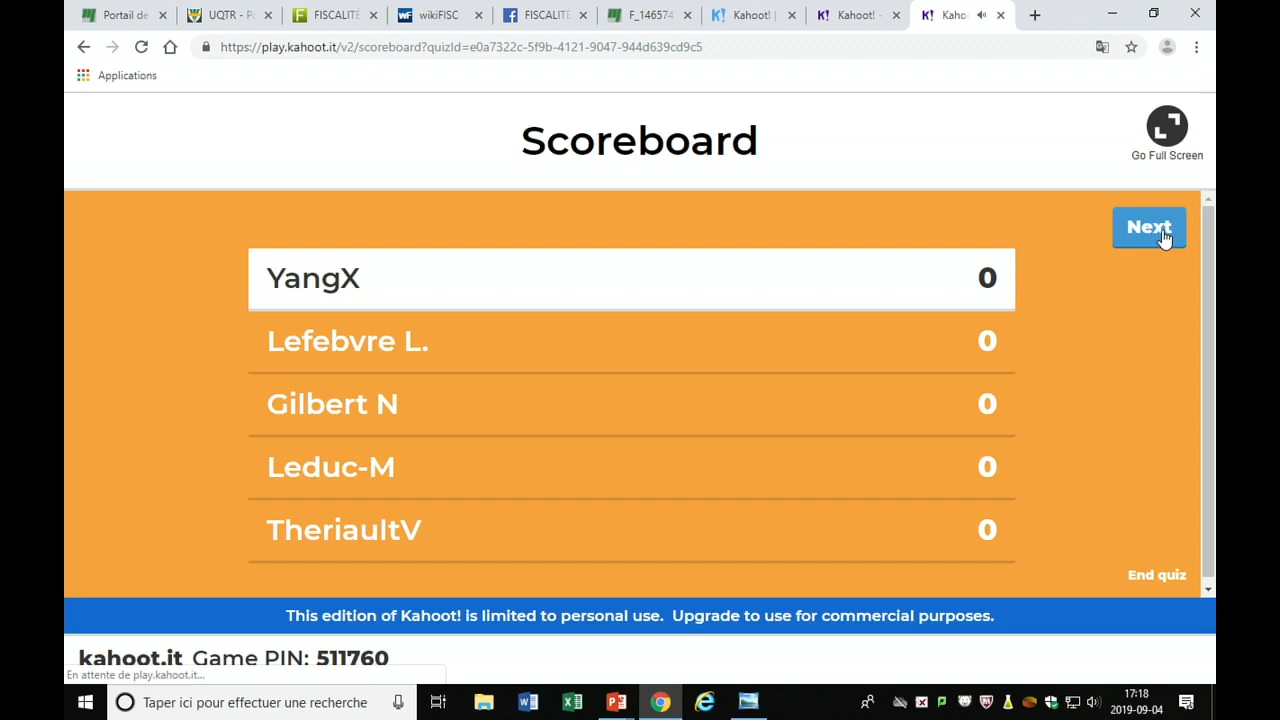 Portail de
UQTR - Po
FISCALITÉ
wikiFISC
FISCALITÉ
F_146574
Kahoot! |
Kahoot! -
Kahoo
https://play.kahoot.it/v2/scoreboard?quizId=e0a7322c-5f9b-4121-9047-944d639cd9c5
Applications
Scoreboard
Go Full Screen
Next
YangX 0
Lefebvre L. 0
Gilbert N 0
Leduc-M 0
TheriaultV 0
End quiz
This edition of Kahoot! is limited to personal use. Upgrade to use for commercial purposes.
kahoot.it Game PIN: 511760
En attente de play.kahoot.it...
Taper ici pour effectuer une recherche
17:18
2019-09-04